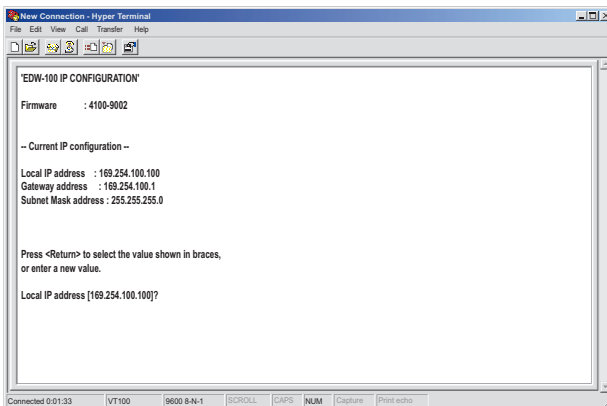 New Connection - Hyper Terminal
File Edit View Call Transfer Help
'EDW-100 IP CONFIGURATION'
Firmware : 4100-9002
-- Current IP configuration --
Local IP address : 169.254.100.100
Gateway address : 169.254.100.1
Subnet Mask address : 255.255.255.0
Press <Return> to select the value shown in braces,
or enter a new value.
Local IP address [169.254.100.100]?
Connected 0:01:33 VT100 9600 8-N-1 SCROLL CAPS NUM Capture Print echo